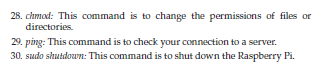 28. chmod: This command is to change the permissions of files or
directories.
29. ping: This command is to check your connection to a server.
30. sudo shutdown: This command is to shut down the Raspberry Pi.